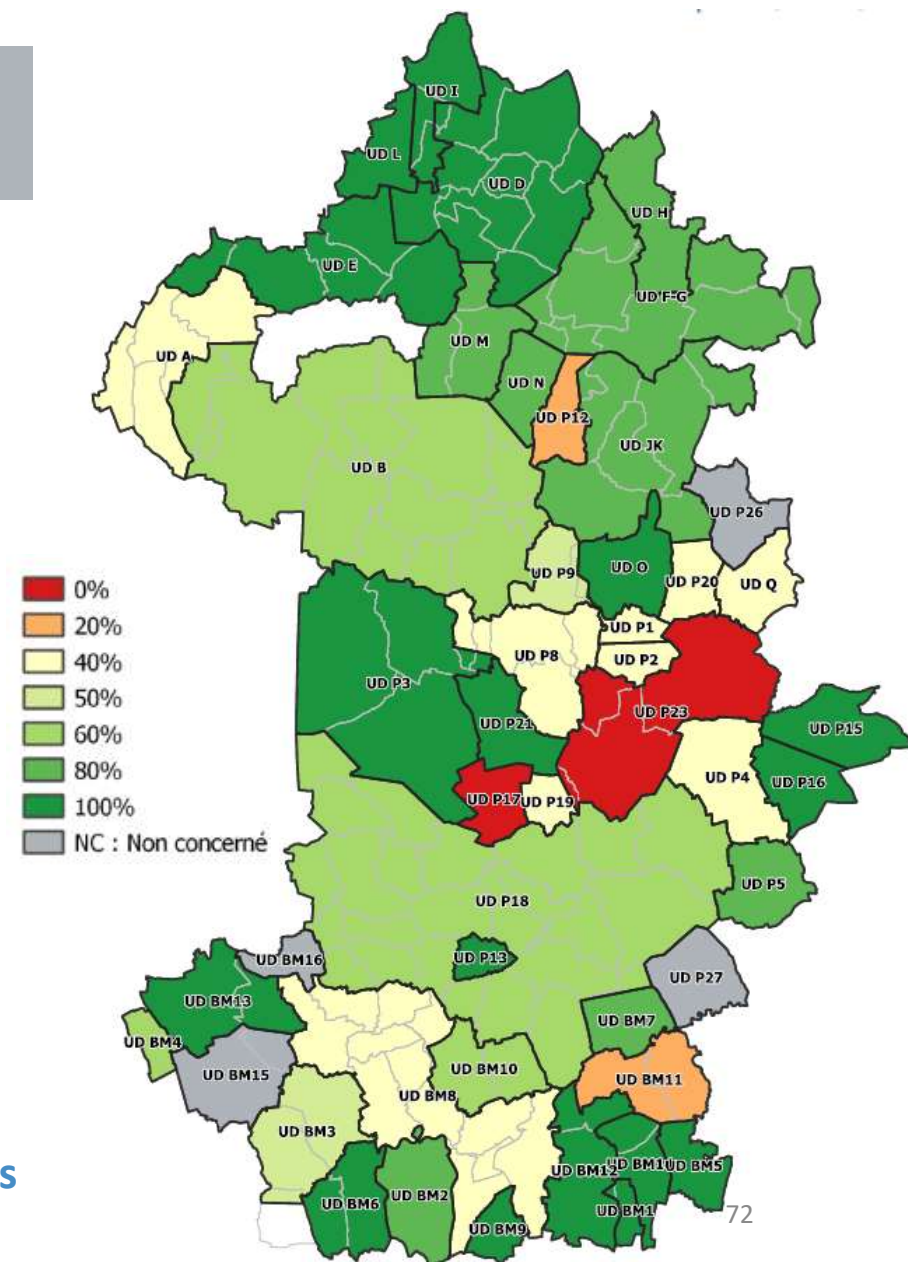 UD I
UD L
UD D
UD H
UD E
UD F-G
UD A
UD M
UD N
UD P12
UD JK
UD B
UD P26
UD P9
UD O
UD P20
UD Q
0%
20%
40%
50%
60%
80%
100%
NC : Non concerné
UD P1
UD P8
UD P2
UD P3
UD P21
UD P23
UD P15
UD P4
UD P16
UD P17
UD P19
UD P5
UD P18
UD P13
UD BM16
UD P27
UD BM13
UD BM7
UD BM4
UD BM15
UD BM10
UD BM11
UD BM8
UD BM3
UD BM12
UD BM5
UD BM6
UD BM2
UD BM9
s
72